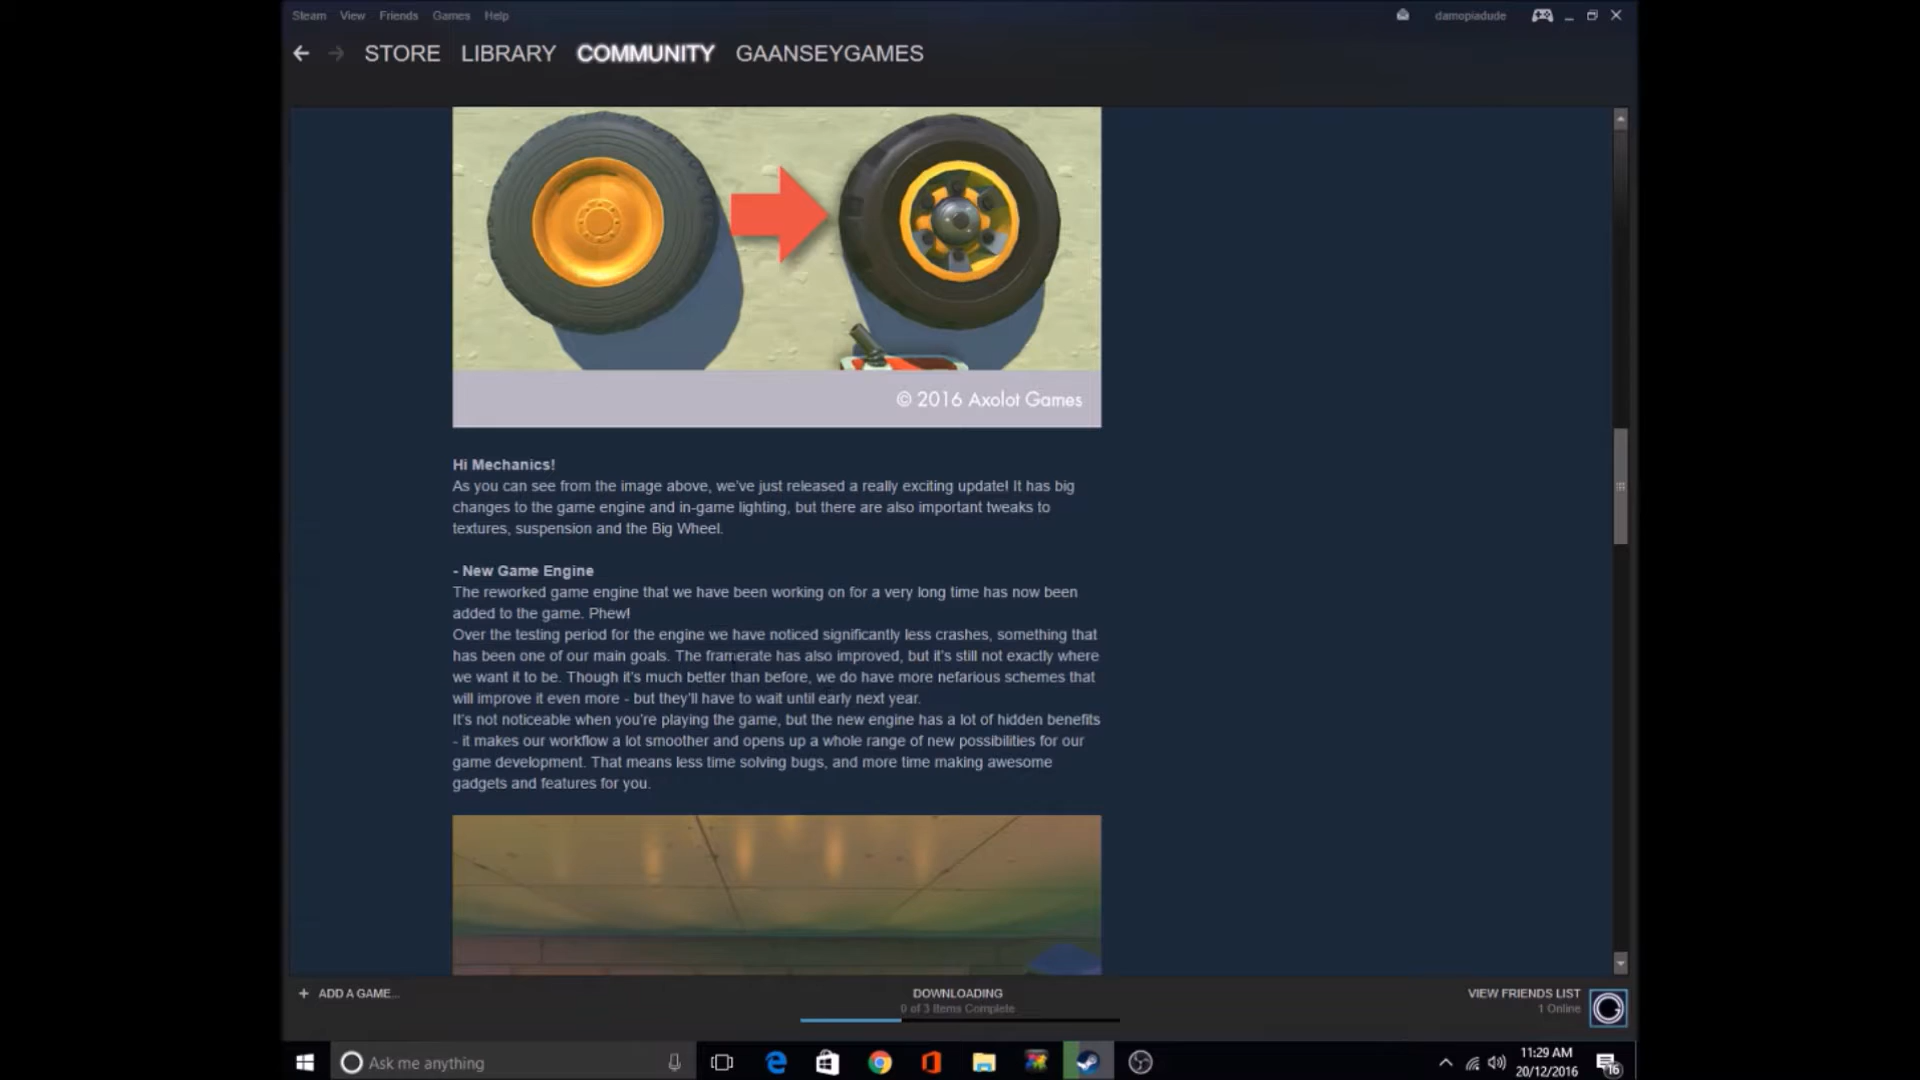 Steam View Friends Games Help damopiadude
STORE LIBRARY COMMUNITY GAANSEYGAMES
© 2016 Axolot Games
Hi Mechanics!
As you can see from the image above, we've just released a really exciting update! It has big
changes to the game engine and in-game lighting, but there are also important tweaks to
textures, suspension and the Big Wheel.
- New Game Engine
The reworked game engine that we have been working on for a very long time has now been
added to the game. Phew!
Over the testing period for the engine we have noticed significantly less crashes, something that
has been one of our main goals. The framerate has also improved, but it's still not exactly where
we want it to be. Though it's much better than before, we do have more nefarious schemes that
will improve it even more - but they'll have to wait until early next year.
It's not noticeable when you're playing the game, but the new engine has a lot of hidden benefits
- it makes our workflow a lot smoother and opens up a whole range of new possibilities for our
game development. That means less time solving bugs, and more time making awesome
gadgets and features for you.
+ ADD A GAME...
DOWNLOADING
0 of 3 Items Complete
VIEW FRIENDS LIST
1 Online
Ask me anything
11:29 AM
20/12/2016
16